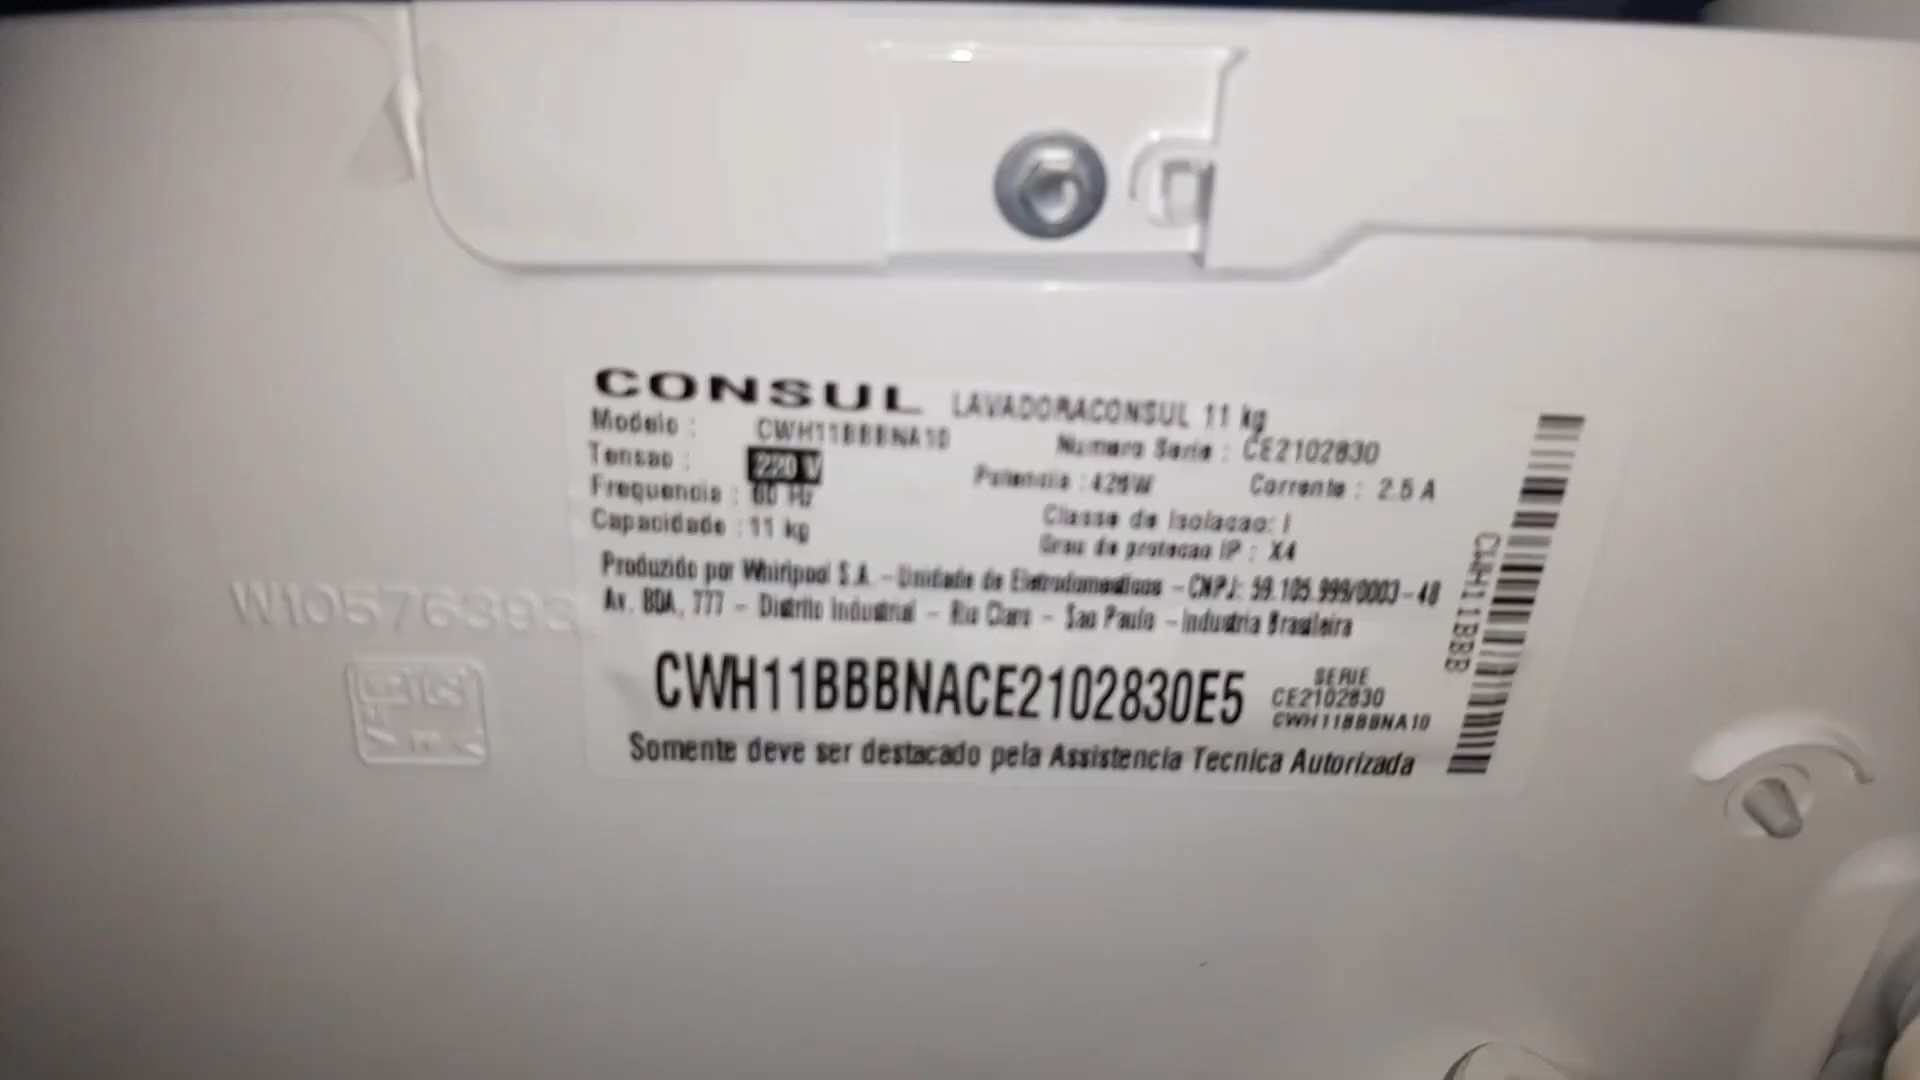 CONSUL LAVADORACONSUL 11 kg
Modelo : CWH11BBBNA10 Numero Serie : CE2102830
Tensao : 220 V Potencia : W Corrente : 2.5 A
Frequencia : 60 Hz Classe de Isolacao: I
Capacidade : 11 kg Grau de protecao IP : X4
Produzido por Whirlpool S.A. - Unidade de Eletrodomesticos - CNPJ: 59.105.999/0003-48
Av. BDA, 777 - Distrito Industrial - Rio Claro - Sao Paulo - Industria Brasileira
CWH11BBBNACE2102830E5
SERIE
CE2102830
CWH11BBBNA10
Somente deve ser destacado pela Assistencia Tecnica Autorizada
CWH11BBB
W10576393